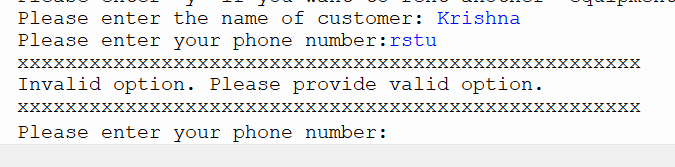 Please enter 'y' if you want to rent another equipment
Please enter the name of customer: Krishna
Please enter your phone number:rstu
xxxxxxxxxxxxxxxxxxxxxxxxxxxxxxxxxxxxxxxxxxxxxxxxxxxx
Invalid option. Please provide valid option.
xxxxxxxxxxxxxxxxxxxxxxxxxxxxxxxxxxxxxxxxxxxxxxxxxxxx
Please enter your phone number: